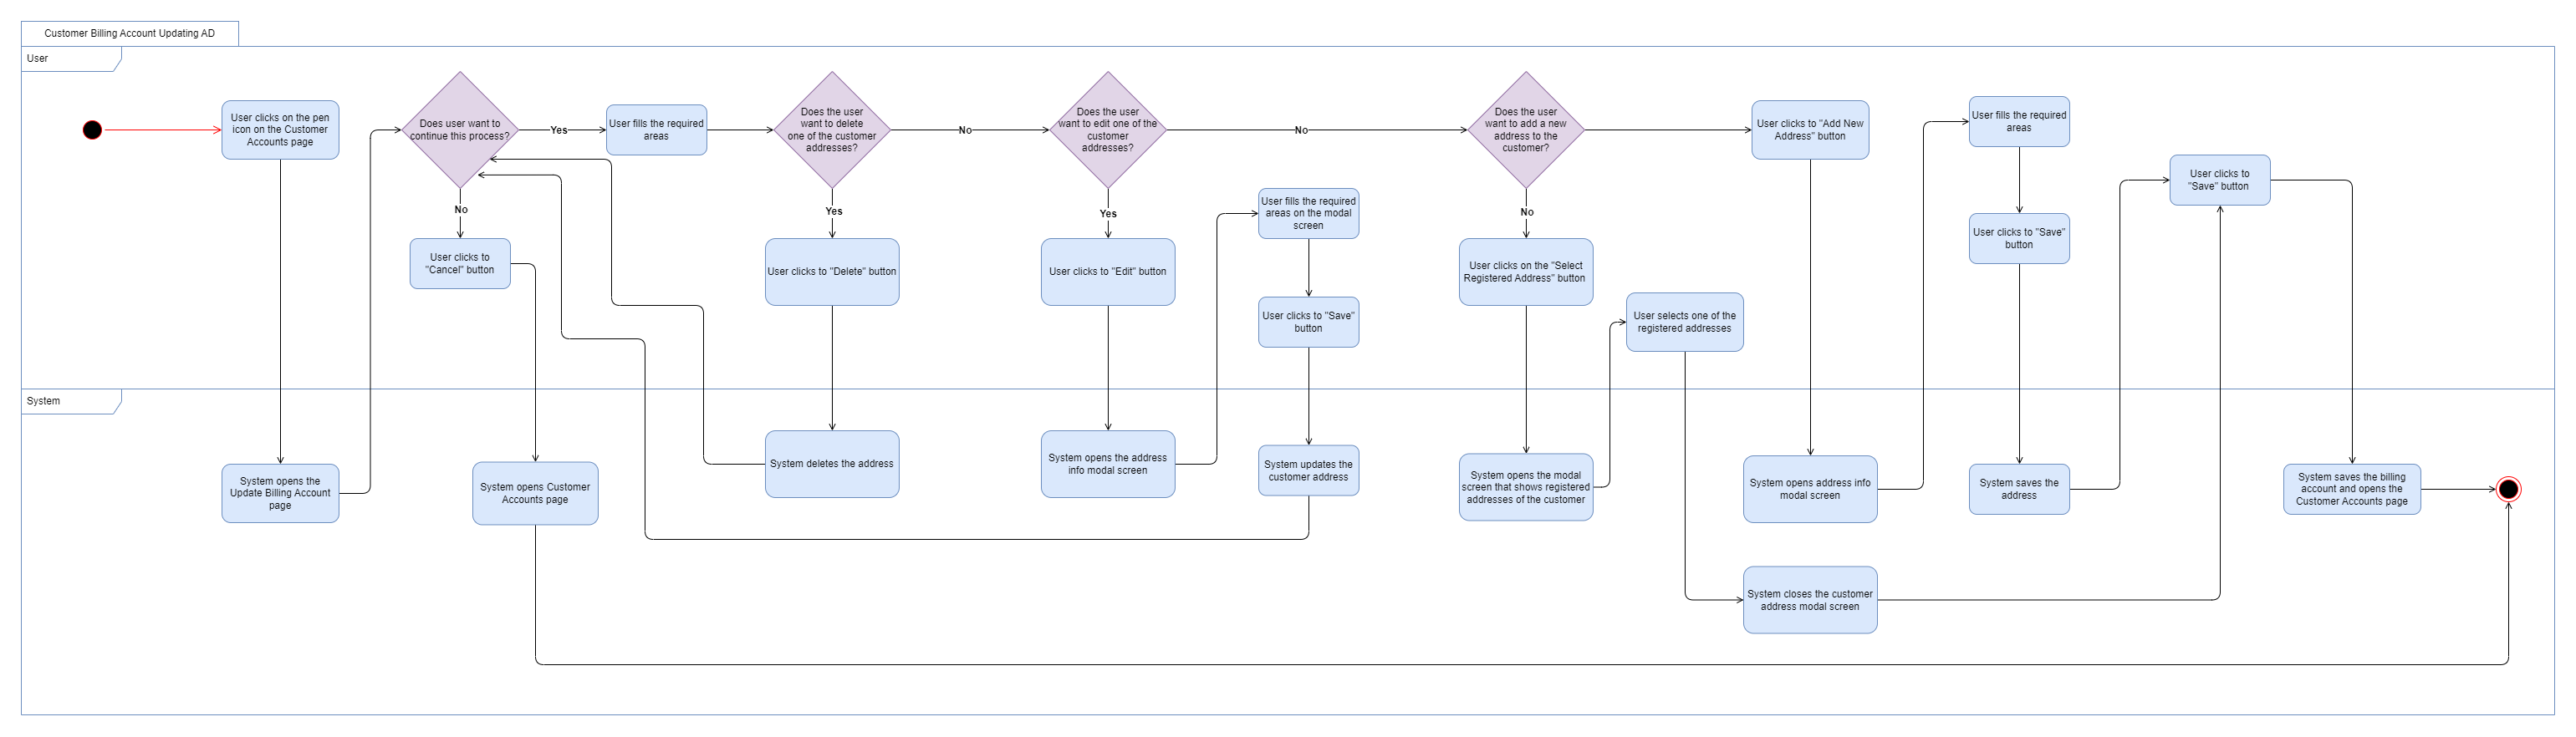 Customer Billing Account Updating AD
User
User clicks on the pen
icon on the Customer
Accounts page
Does user want to
continue this process?
Yes
User fills the required
areas
Does the user
want to delete
one of the customer
addresses?
No
Does the user
want to edit one of the
customer
addresses?
No
Does the user
want to add a new
address to the
customer?
User clicks to "Add New
Address" button
User fills the required
areas
User clicks to
"Save" button
No
Yes
Yes
User fills the required
areas on the modal
screen
No
User clicks to "Save"
button
User clicks to
"Cancel" button
User clicks to "Delete" button
User clicks to "Edit" button
User clicks on the "Select
Registered Address" button
User clicks to "Save"
button
User selects one of the
registered addresses
System
System opens the
Update Billing Account
page
System opens Customer
Accounts page
System deletes the address
System opens the address
info modal screen
System updates the
customer address
System opens the modal
screen that shows registered
addresses of the customer
System opens address info
modal screen
System saves the
address
System saves the billing
account and opens the
Customer Accounts page
System closes the customer
address modal screen